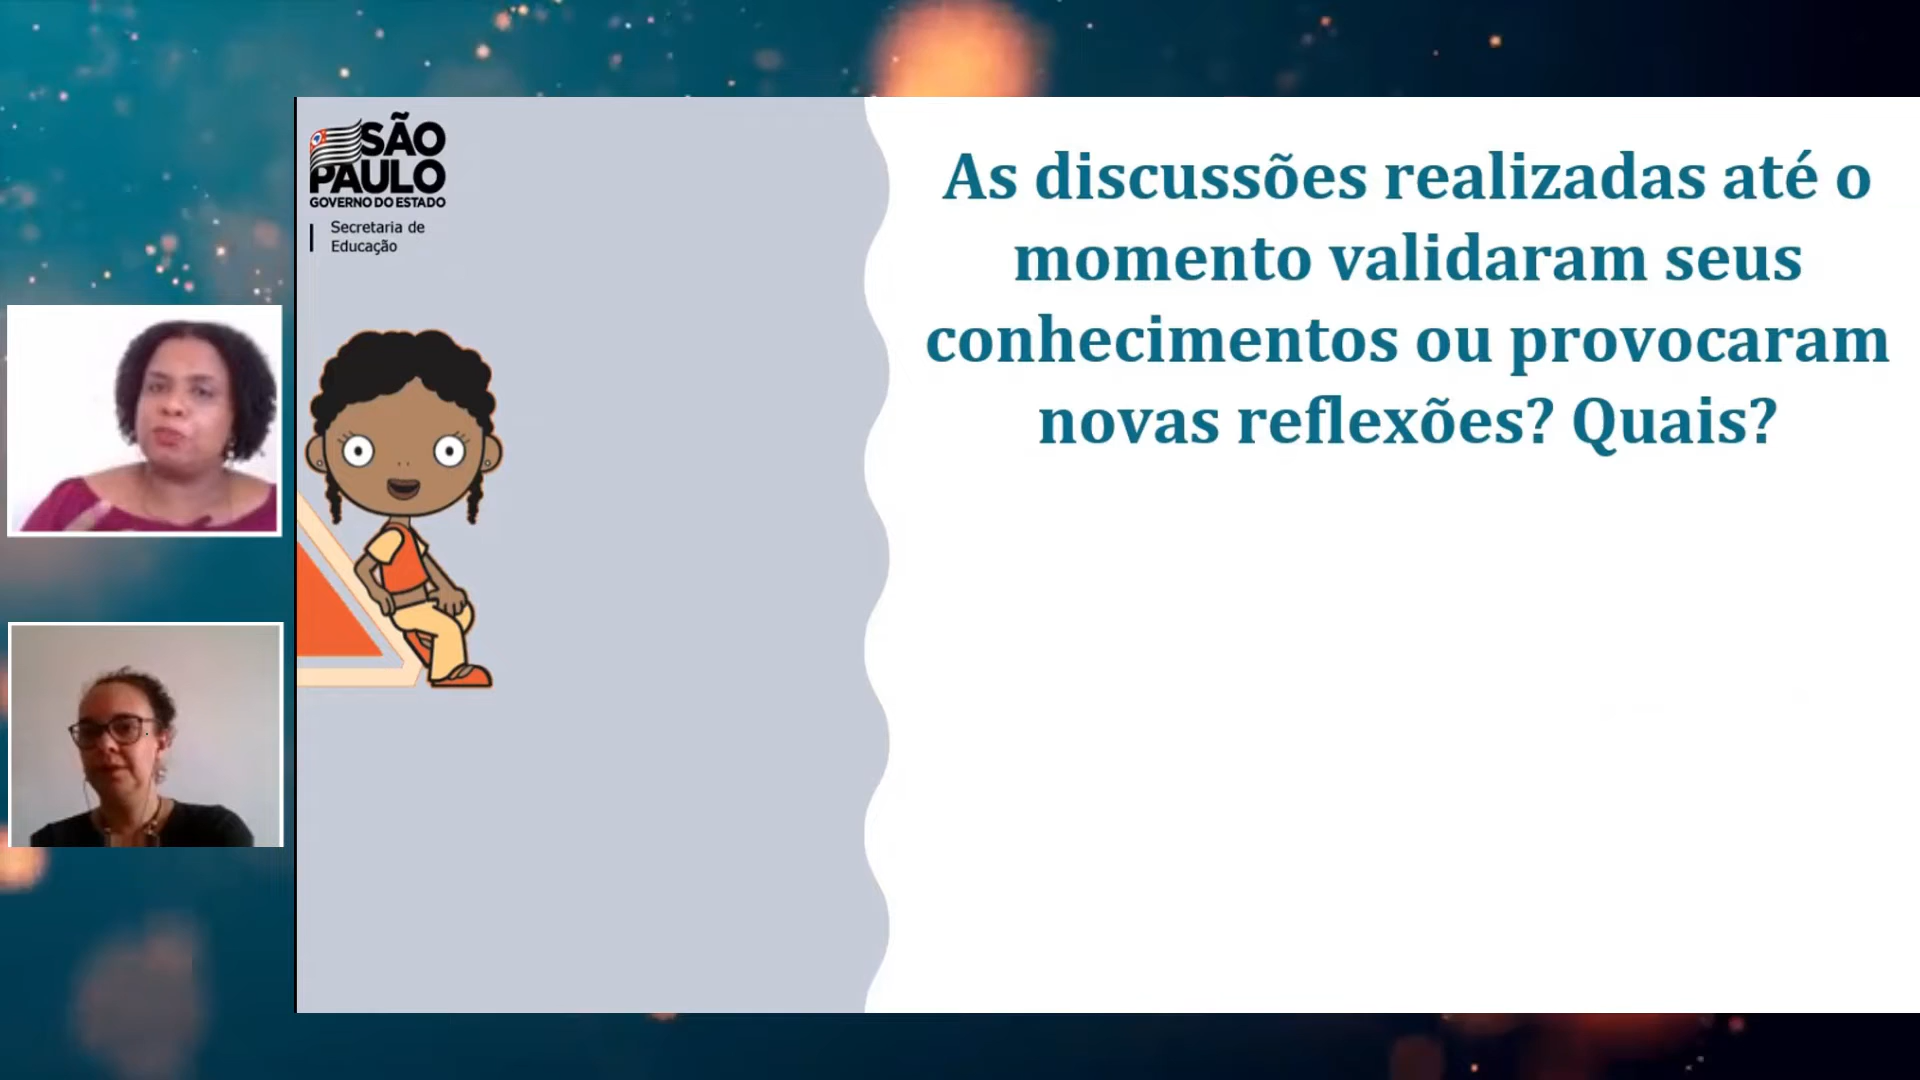 SÃO
PAULO
GOVERNO DO ESTADO
Secretaria de
Educação
As discussões realizadas até o
momento validaram seus
conhecimentos ou provocaram
novas reflexões? Quais?